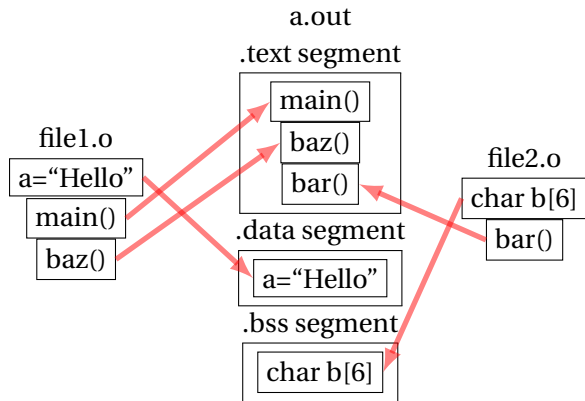 a.out
.text segment
main()
baz()
bar()
file1.o
a=“Hello”
main()
baz()
file2.o
char b[6]
bar()
.data segment
a=“Hello”
.bss segment
char b[6]